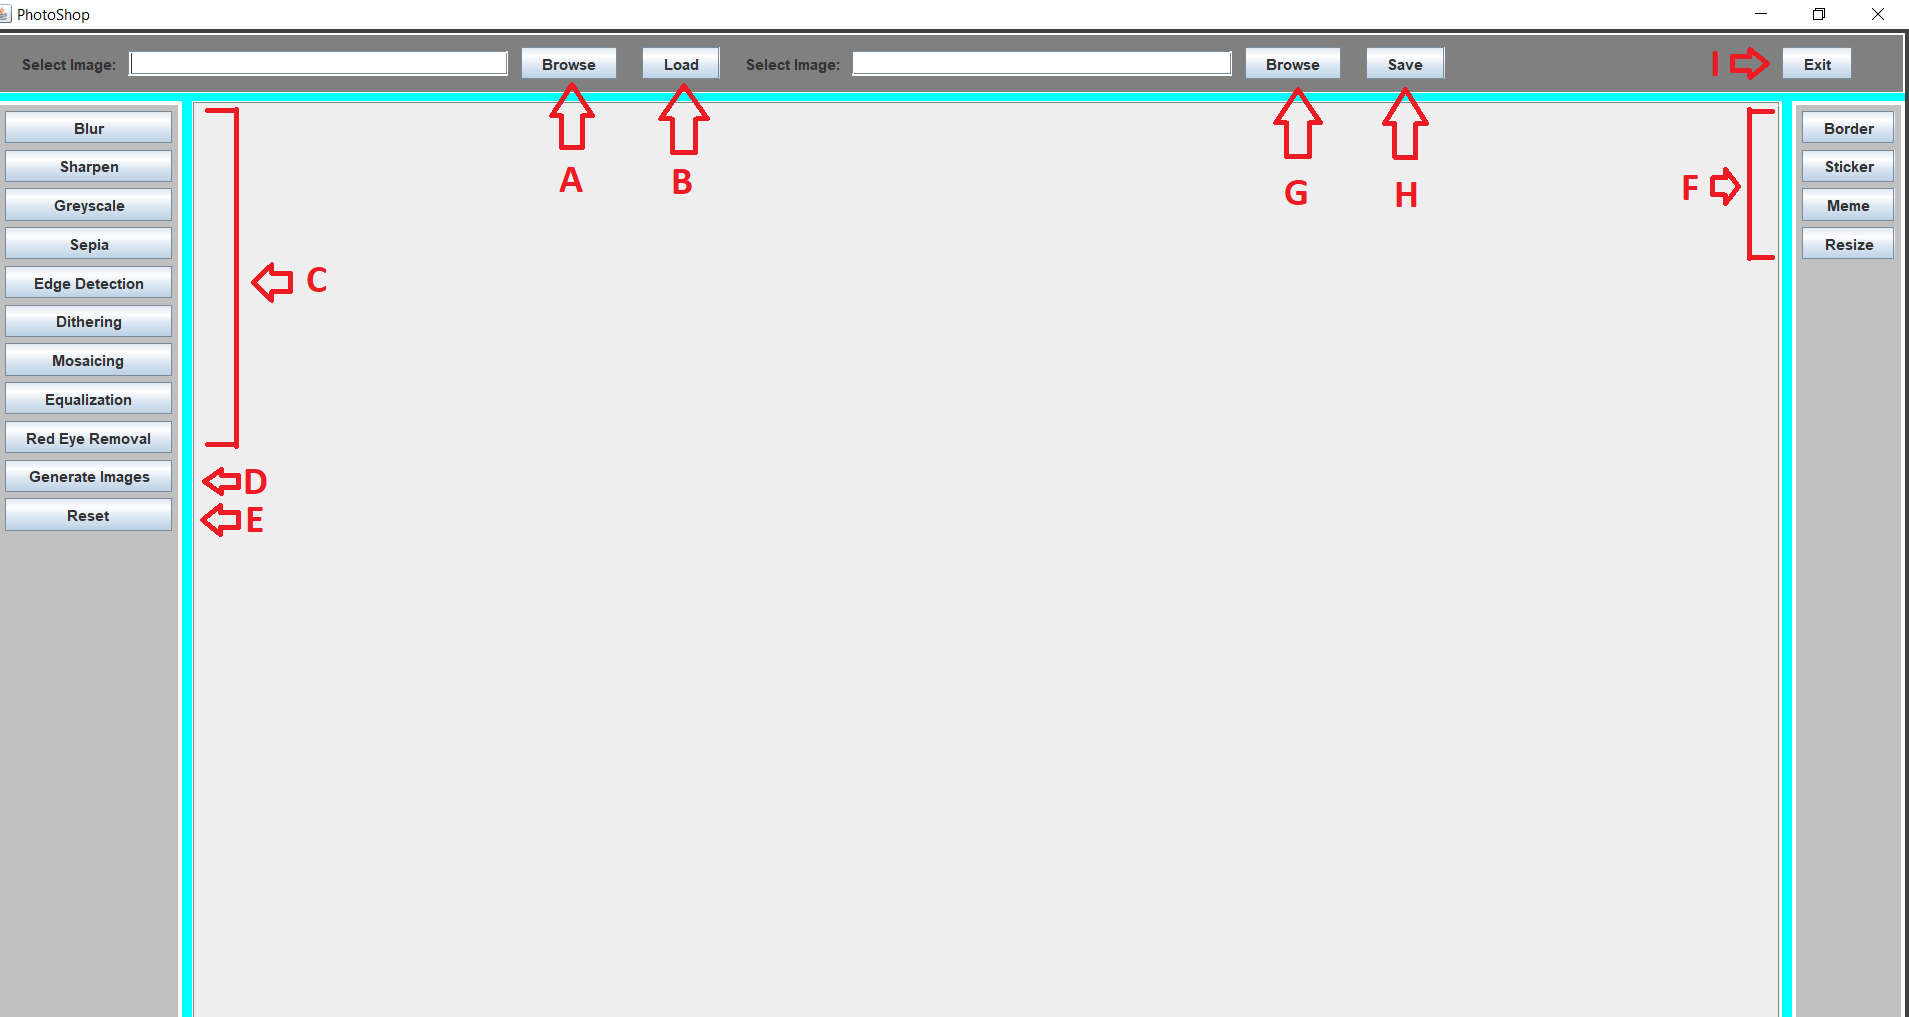 PhotoShop
Select Image: Browse Load Select Image: Browse Save I Exit
A B G H
Blur
Sharpen
Greyscale
Sepia
Edge Detection
Dithering
Mosaicing
Equalization
Red Eye Removal
Generate Images
Reset
C
D
E
F
Border
Sticker
Meme
Resize